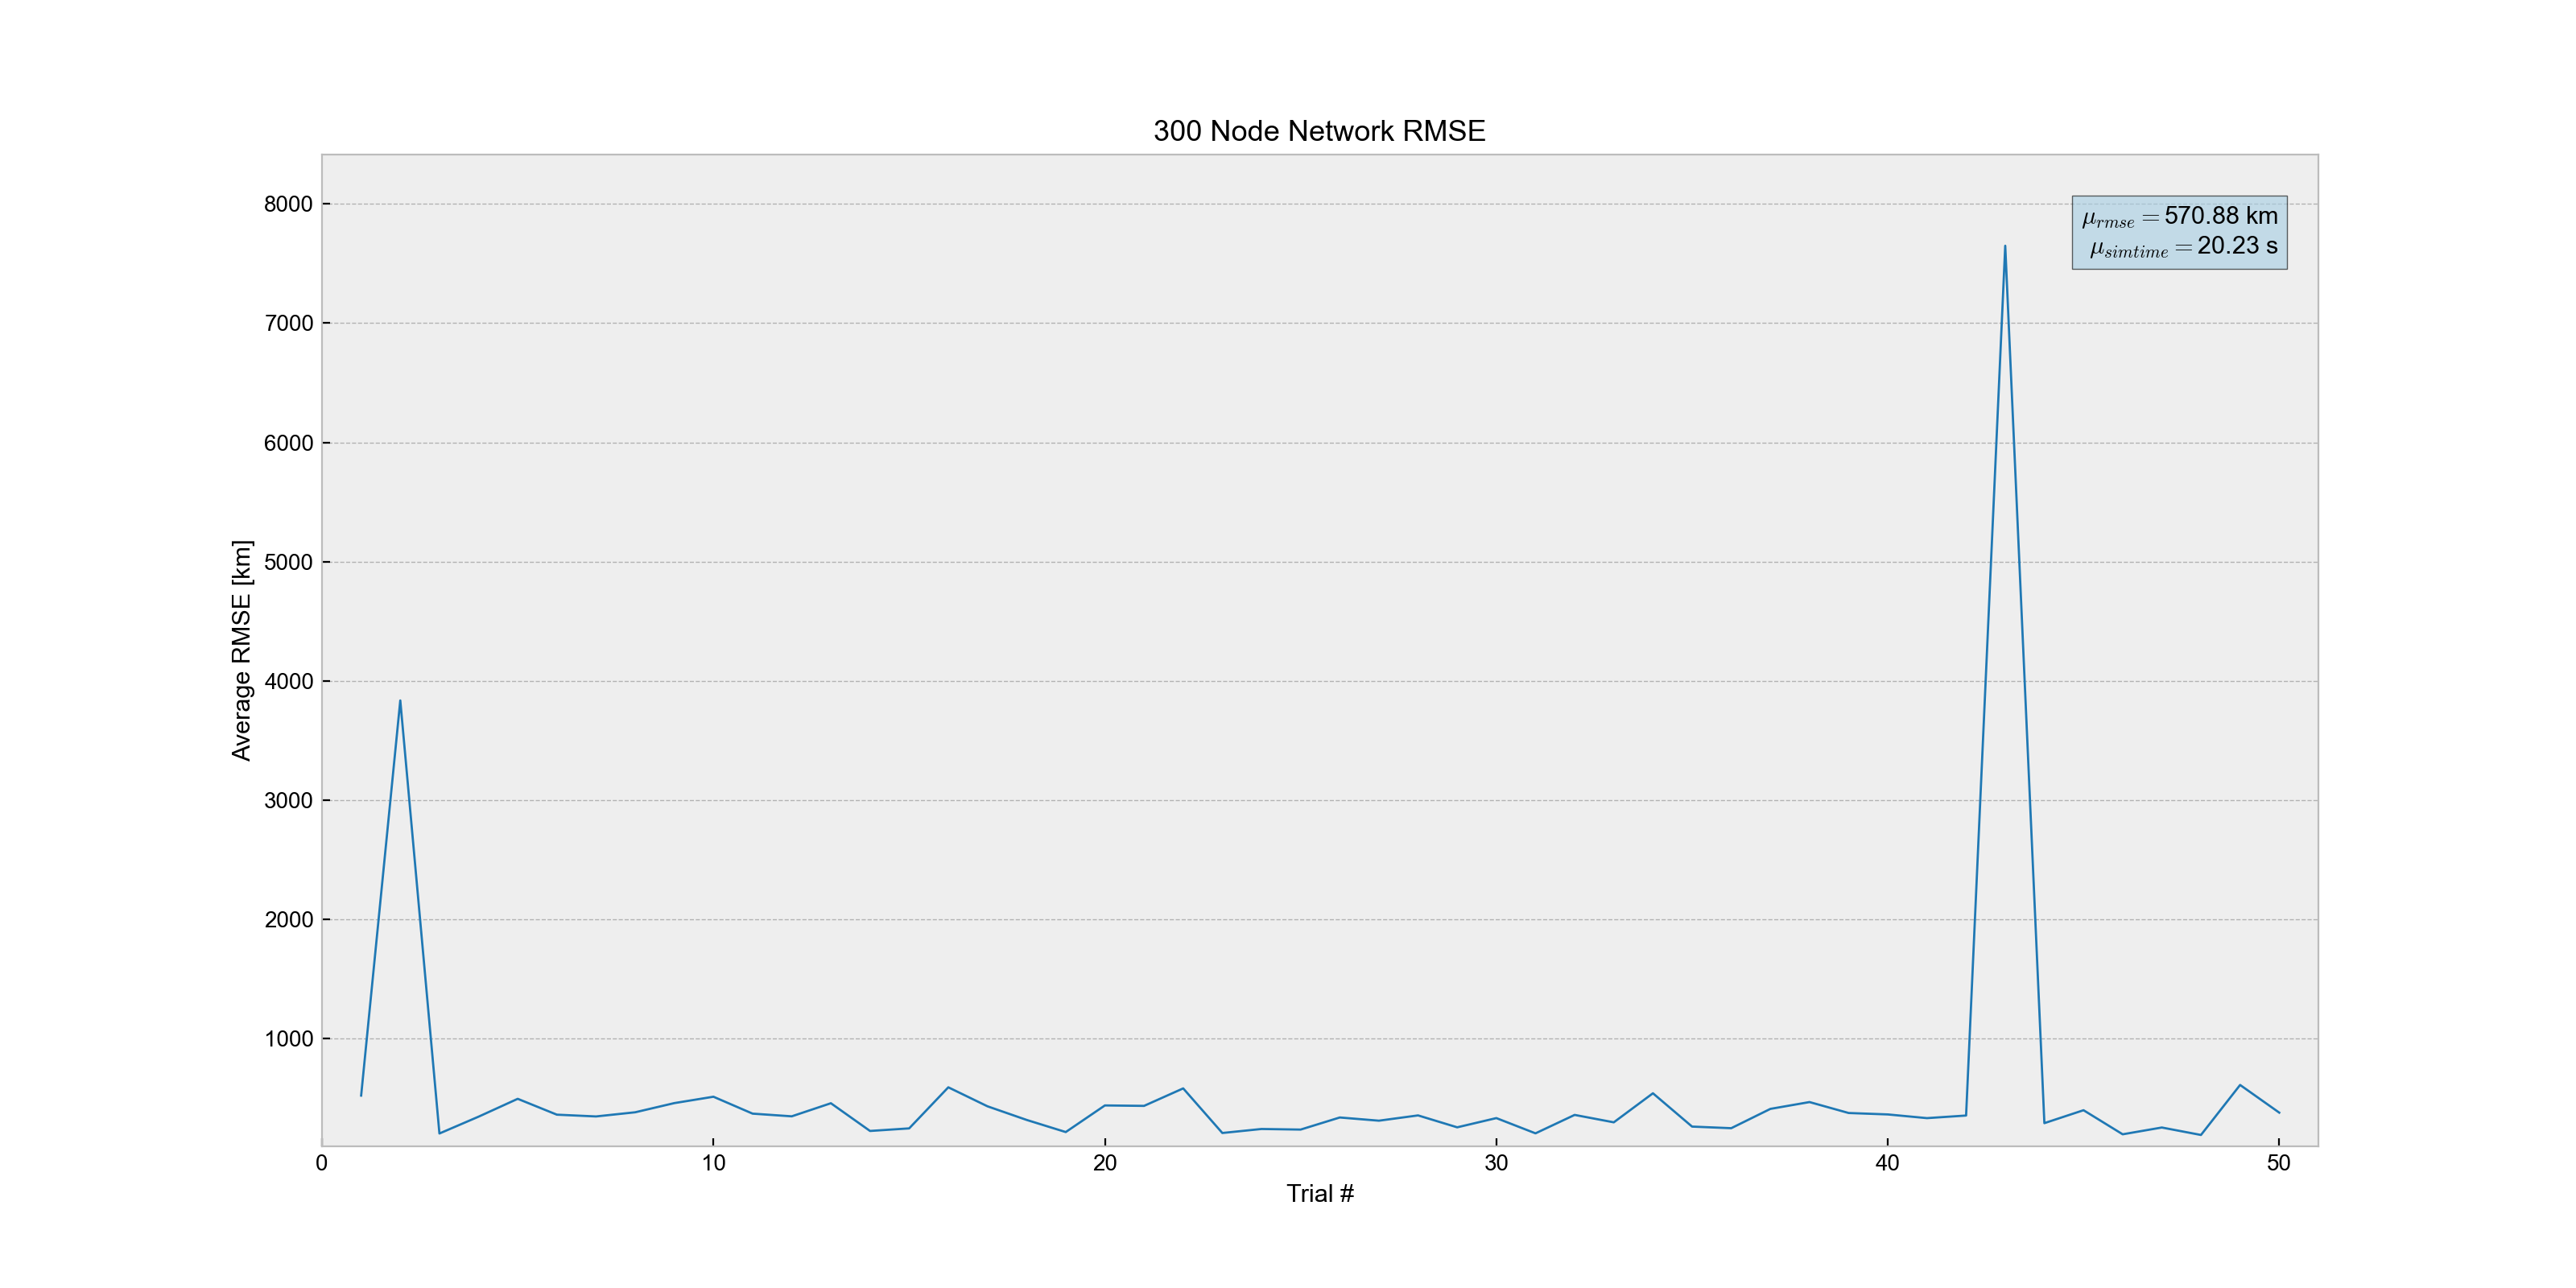 300 Node Network RMSE
μrmse = 570.88 km
μsimtime = 20.23 s
Average RMSE [km]
8000
7000
6000
5000
4000
3000
2000
1000
0 10 20 30 40 50
Trial #